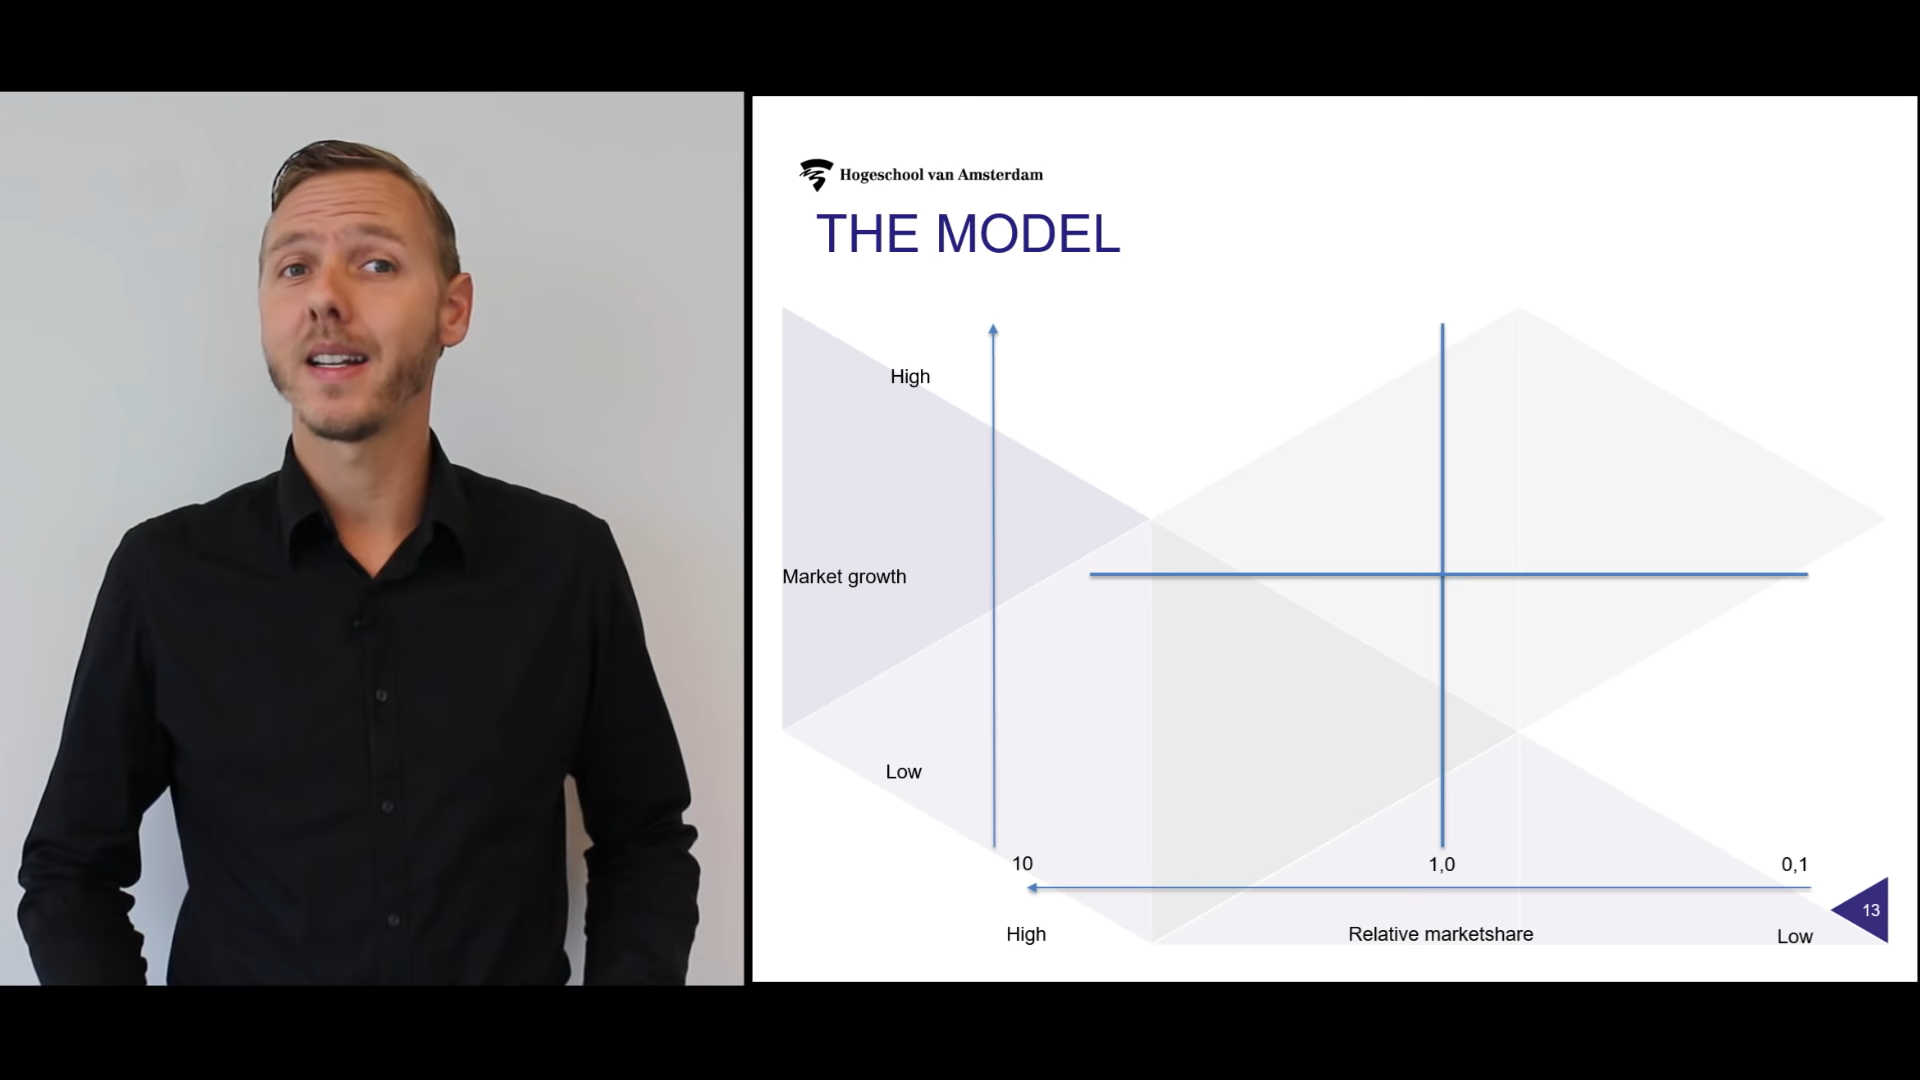 Hogeschool van Amsterdam
THE MODEL
High
Market growth
Low
10
1,0
0,1
13
High
Relative marketshare
Low